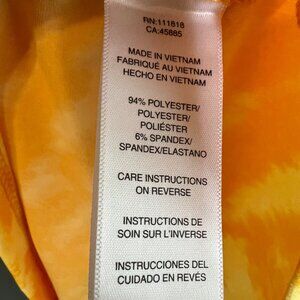 RN:111818
CA:45885
MADE IN VIETNAM
FABRIQUÉ AU VIETNAM
HECHO EN VIETNAM
94% POLYESTER/
POLYESTER/
POLIÉSTER
6% SPANDEX/
SPANDEX/ELASTANO
CARE INSTRUCTIONS
ON REVERSE
INSTRUCTIONS DE
SOIN SUR L'INVERSE
INSTRUCCIONES DEL
CUIDADO EN REVÉS